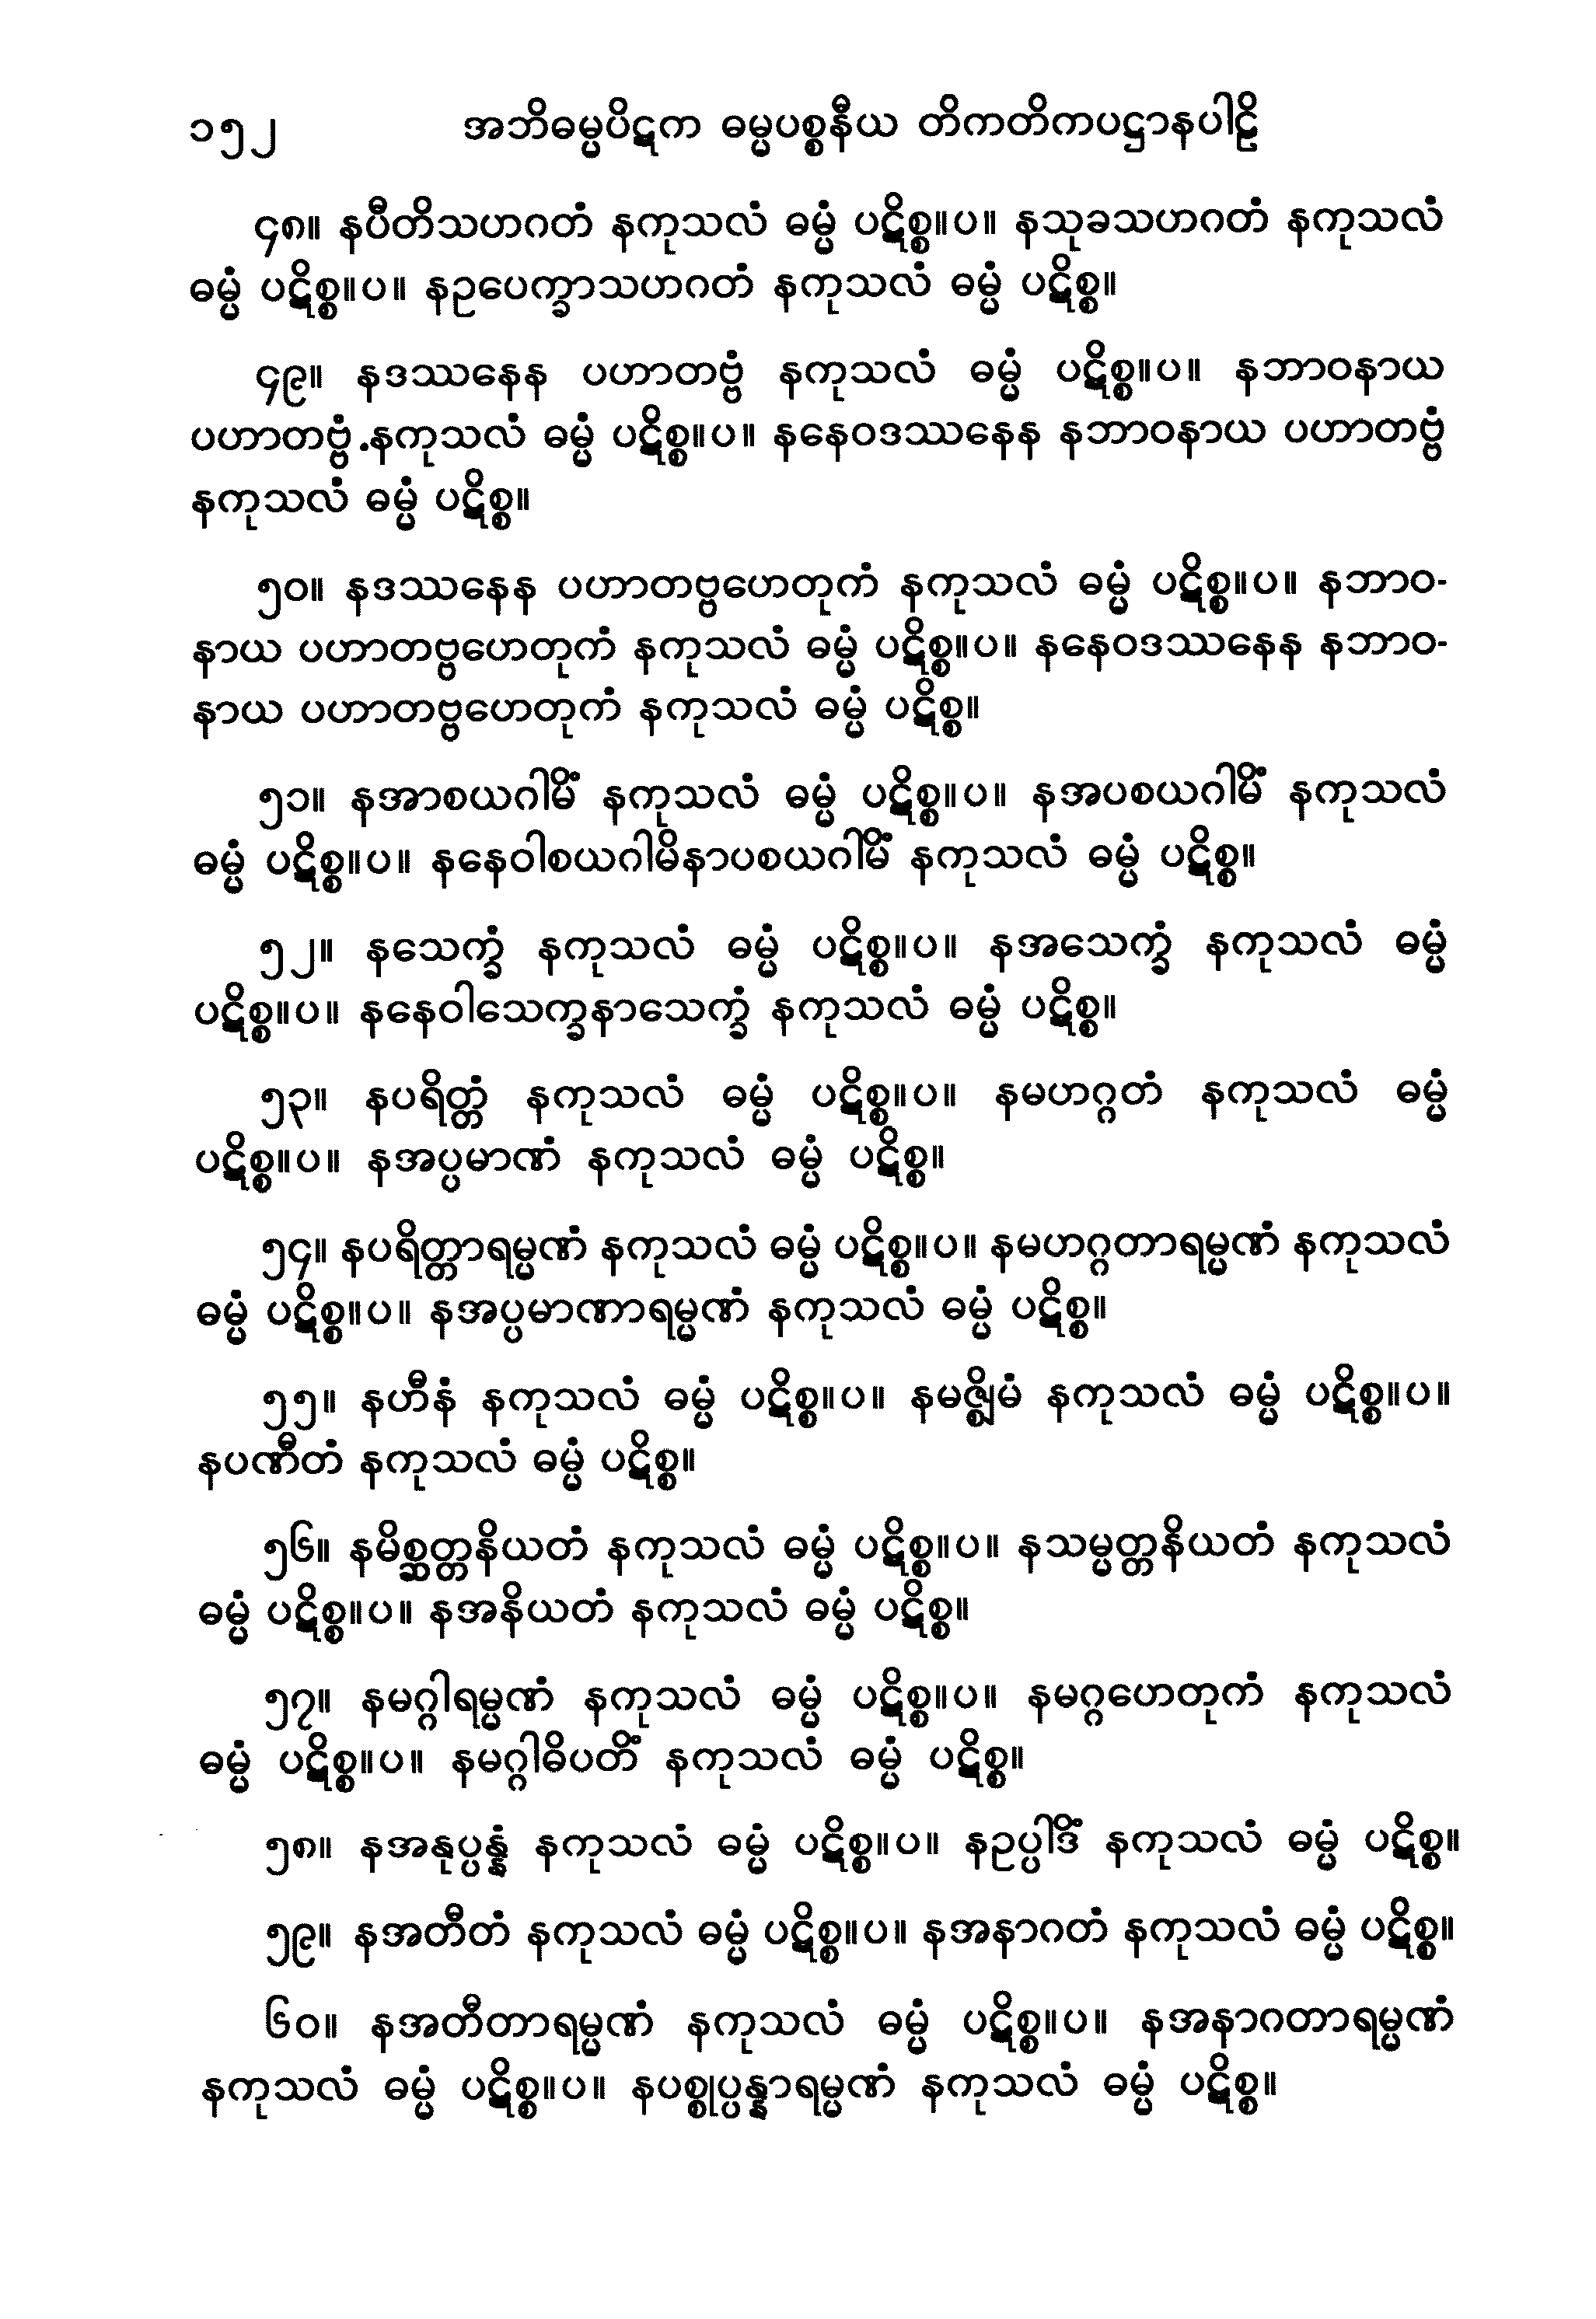 ၁၅၂ အဘိဓမ္မပိဋက ဓမ္မပစ္စနီယ တိကတိကပဋ္ဌာနပါဠိ
၄၈။ နပီတိသဟဂတံ နကုသလံ ဓမ္မံ ပဋိစ္စ။ပ။ နသုခသဟဂတံ နကုသလံ
ဓမ္မံ ပဋိစ္စ။ပ။ နဥပေက္ခာသဟဂတံ နကုသလံ ဓမ္မံ ပဋိစ္စ။
၄၉။ နဒဿနေန ပဟာတဗ္ဗံ နကုသလံ ဓမ္မံ ပဋိစ္စ။ပ။ နဘာဝနာယ
ပဟာတဗ္ဗံ နကုသလံ ဓမ္မံ ပဋိစ္စ။ပ။ နနေဝဒဿနေန နဘာဝနာယ ပဟာတဗ္ဗံ
နကုသလံ ဓမ္မံ ပဋိစ္စ။
၅၀။ နဒဿနေန ပဟာတဗ္ဗဟေတုကံ နကုသလံ ဓမ္မံ ပဋိစ္စ။ပ။ နဘာဝ-
နာယ ပဟာတဗ္ဗဟေတုကံ နကုသလံ ဓမ္မံ ပဋိစ္စ။ပ။ နနေဝဒဿနေန နဘာဝ-
နာယ ပဟာတဗ္ဗဟေတုကံ နကုသလံ ဓမ္မံ ပဋိစ္စ။
၅၁။ နအာစယဂါမိံ နကုသလံ ဓမ္မံ ပဋိစ္စ။ပ။ နအပစယဂါမိံ နကုသလံ
ဓမ္မံ ပဋိစ္စ။ပ။ နနေဝါစယဂါမိနာပစယဂါမိံ နကုသလံ ဓမ္မံ ပဋိစ္စ။
၅၂။ နသေက္ခံ နကုသလံ ဓမ္မံ ပဋိစ္စ။ပ။ နအသေက္ခံ နကုသလံ ဓမ္မံ
ပဋိစ္စ။ပ။ နနေဝါသေက္ခနာသေက္ခံ နကုသလံ ဓမ္မံ ပဋိစ္စ။
၅၃။ နပရိတ္တံ နကုသလံ ဓမ္မံ ပဋိစ္စ။ပ။ နမဟဂ္ဂတံ နကုသလံ ဓမ္မံ
ပဋိစ္စ။ပ။ နအပ္ပမာဏံ နကုသလံ ဓမ္မံ ပဋိစ္စ။
၅၄။ နပရိတ္တာရမ္မဏံ နကုသလံ ဓမ္မံ ပဋိစ္စ။ပ။ နမဟဂ္ဂတာရမ္မဏံ နကုသလံ
ဓမ္မံ ပဋိစ္စ။ပ။ နအပ္ပမာဏာရမ္မဏံ နကုသလံ ဓမ္မံ ပဋိစ္စ။
၅၅။ နဟီနံ နကုသလံ ဓမ္မံ ပဋိစ္စ။ပ။ နမဇ္ဈိမံ နကုသလံ ဓမ္မံ ပဋိစ္စ။ပ။
နပဏီတံ နကုသလံ ဓမ္မံ ပဋိစ္စ။
၅၆။ နမိစ္ဆတ္တနိယတံ နကုသလံ ဓမ္မံ ပဋိစ္စ။ပ။ နသမ္မတ္တနိယတံ နကုသလံ
ဓမ္မံ ပဋိစ္စ။ပ။ နအနိယတံ နကုသလံ ဓမ္မံ ပဋိစ္စ။
၅၇။ နမဂ္ဂါရမ္မဏံ နကုသလံ ဓမ္မံ ပဋိစ္စ။ပ။ နမဂ္ဂဟေတုကံ နကုသလံ
ဓမ္မံ ပဋိစ္စ။ပ။ နမဂ္ဂါဓိပတိံ နကုသလံ ဓမ္မံ ပဋိစ္စ။
၅၈။ နအနုပ္ပန္နံ နကုသလံ ဓမ္မံ ပဋိစ္စ။ပ။ နဥပ္ပါဒိံ နကုသလံ ဓမ္မံ ပဋိစ္စ။
၅၉။ နအတီတံ နကုသလံ ဓမ္မံ ပဋိစ္စ။ပ။ နအနာဂတံ နကုသလံ ဓမ္မံ ပဋိစ္စ။
၆၀။ နအတီတာရမ္မဏံ နကုသလံ ဓမ္မံ ပဋိစ္စ။ပ။ နအနာဂတာရမ္မဏံ
နကုသလံ ဓမ္မံ ပဋိစ္စ။ပ။ နပစ္စုပ္ပန္နာရမ္မဏံ နကုသလံ ဓမ္မံ ပဋိစ္စ။